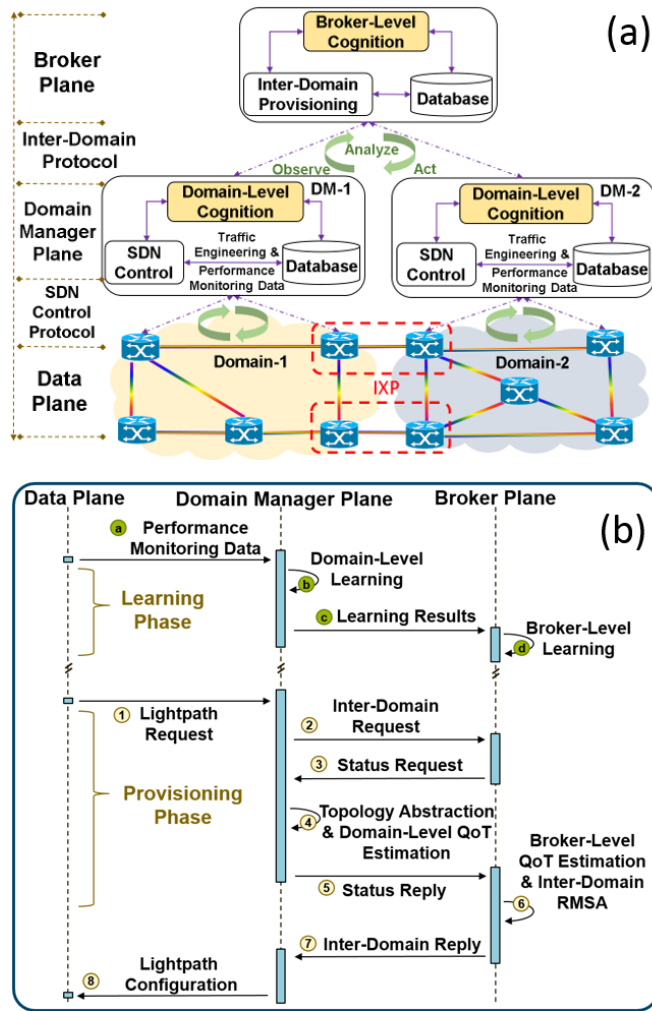 (a)
Broker
Plane
Inter-Domain
Protocol
Domain
Manager
Plane
SDN
Control
Protocol
Data
Plane
Broker-Level
Cognition
Inter-Domain
Provisioning
Database
Observe
Analyze
Act
DM-1
Domain-Level
Cognition
SDN
Control
Traffic
Engineering &
Performance
Monitoring Data
Database
DM-2
Domain-Level
Cognition
SDN
Control
Traffic
Engineering &
Performance
Monitoring Data
Database
Domain-1
IXP
Domain-2
(b)
Data Plane
Domain Manager Plane
Broker Plane
a Performance
Monitoring Data
Domain-Level
Learning
b
Learning
Phase
c Learning Results
Broker-Level
Learning
d
1 Lightpath
Request
2 Inter-Domain
Request
3 Status Request
Provisioning
Phase
4 Topology Abstraction
& Domain-Level QoT
Estimation
5 Status Reply
Broker-Level
QoT Estimation
& Inter-Domain
RMSA
6
7 Inter-Domain Reply
8 Lightpath
Configuration